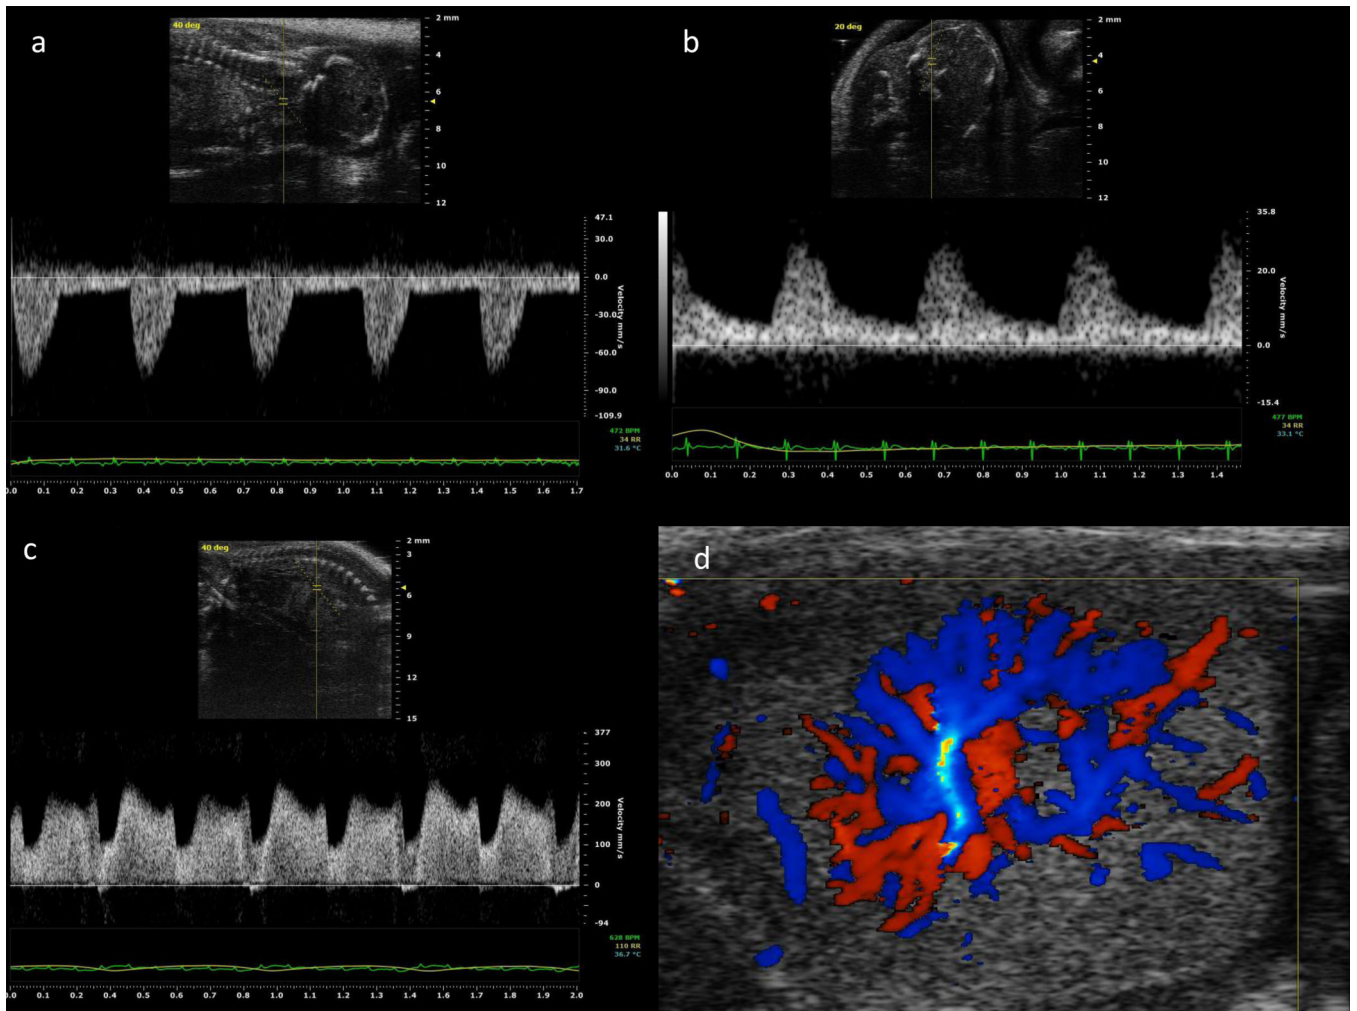 a
40 deg
2 mm
4
6
8
10
12
47.1
30.0
0.0
-30.0
-60.0
-90.0
-109.9
Velocity mm/s
472 BPM
34 RR
31.6 °C
0.0 0.1 0.2 0.3 0.4 0.5 0.6 0.7 0.8 0.9 1.0 1.1 1.2 1.3 1.4 1.5 1.6 1.7
b
20 deg
2 mm
4
6
8
10
12
35.8
20.0
0.0
-15.4
Velocity mm/s
477 BPM
34 RR
33.1 °C
0.0 0.1 0.2 0.3 0.4 0.5 0.6 0.7 0.8 0.9 1.0 1.1 1.2 1.3 1.4
c
40 deg
2 mm
3
6
9
12
15
377
300
200
100
0
-94
Velocity mm/s
628 BPM
110 RR
36.7 °C
0.0 0.1 0.2 0.3 0.4 0.5 0.6 0.7 0.8 0.9 1.0 1.1 1.2 1.3 1.4 1.5 1.6 1.7 1.8 1.9 2.0
d